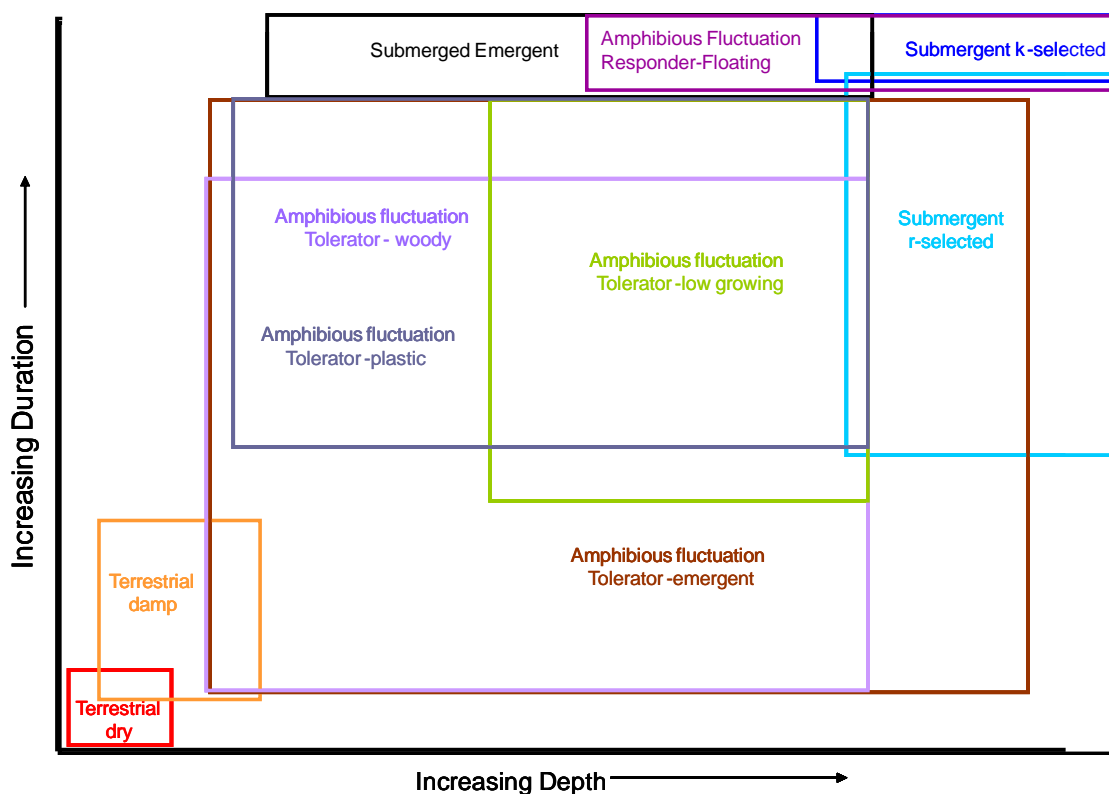 Submerged Emergent
Amphibious Fluctuation
Responder-Floating
Submergent k-selected
Amphibious fluctuation
Tolerator- woody
Submergent
r-selected
Amphibious fluctuation
Tolerator-low growing
Amphibious fluctuation
Tolerator-plastic
Amphibious fluctuation
Tolerator-emergent
Terrestrial
damp
Terrestrial
dry
Increasing Duration
Increasing Depth